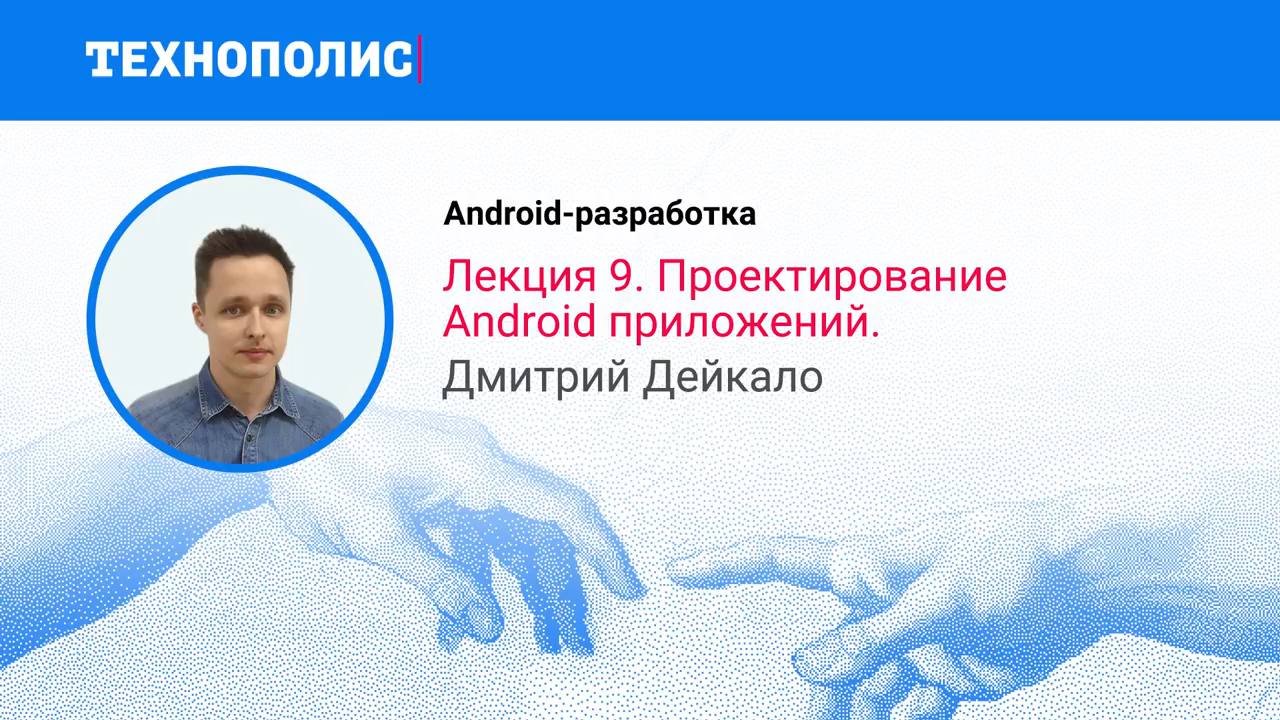 ТЕХНОПОЛИС
Android-разработка
Лекция 9. Проектирование
Android приложений.
Дмитрий Дейкало